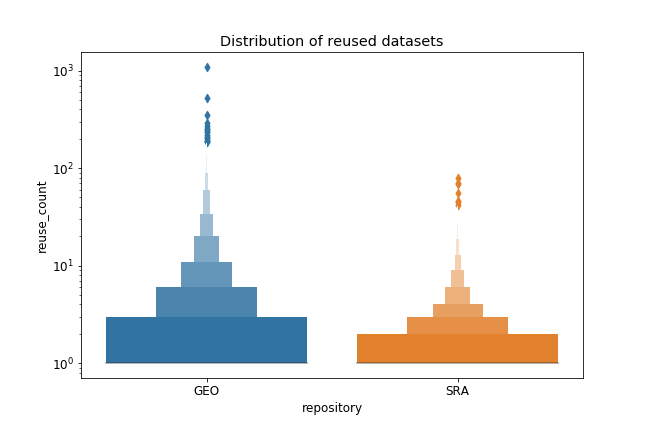 Distribution of reused datasets
10³
10²
10¹
10⁰
reuse_count
GEO SRA
repository